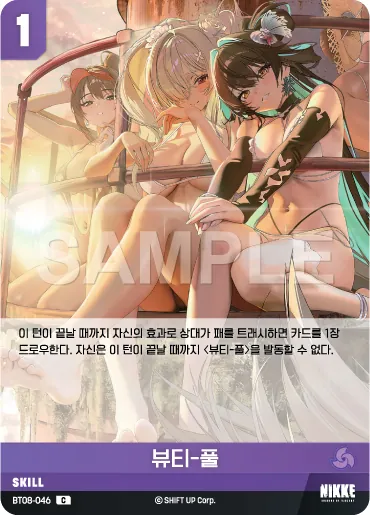 1
SAMPLE
이 턴이 끝날 때까지 자신의 효과로 상대가 패를 트래시하면 카드를 1장
드로우한다. 자신은 이 턴이 끝날 때까지 <뷰티-풀>을 발동할 수 없다.
뷰티-풀
SKILL
BT08-046 C ©SHIFT UP Corp.
NIKKE
GODDESS OF VICTORY